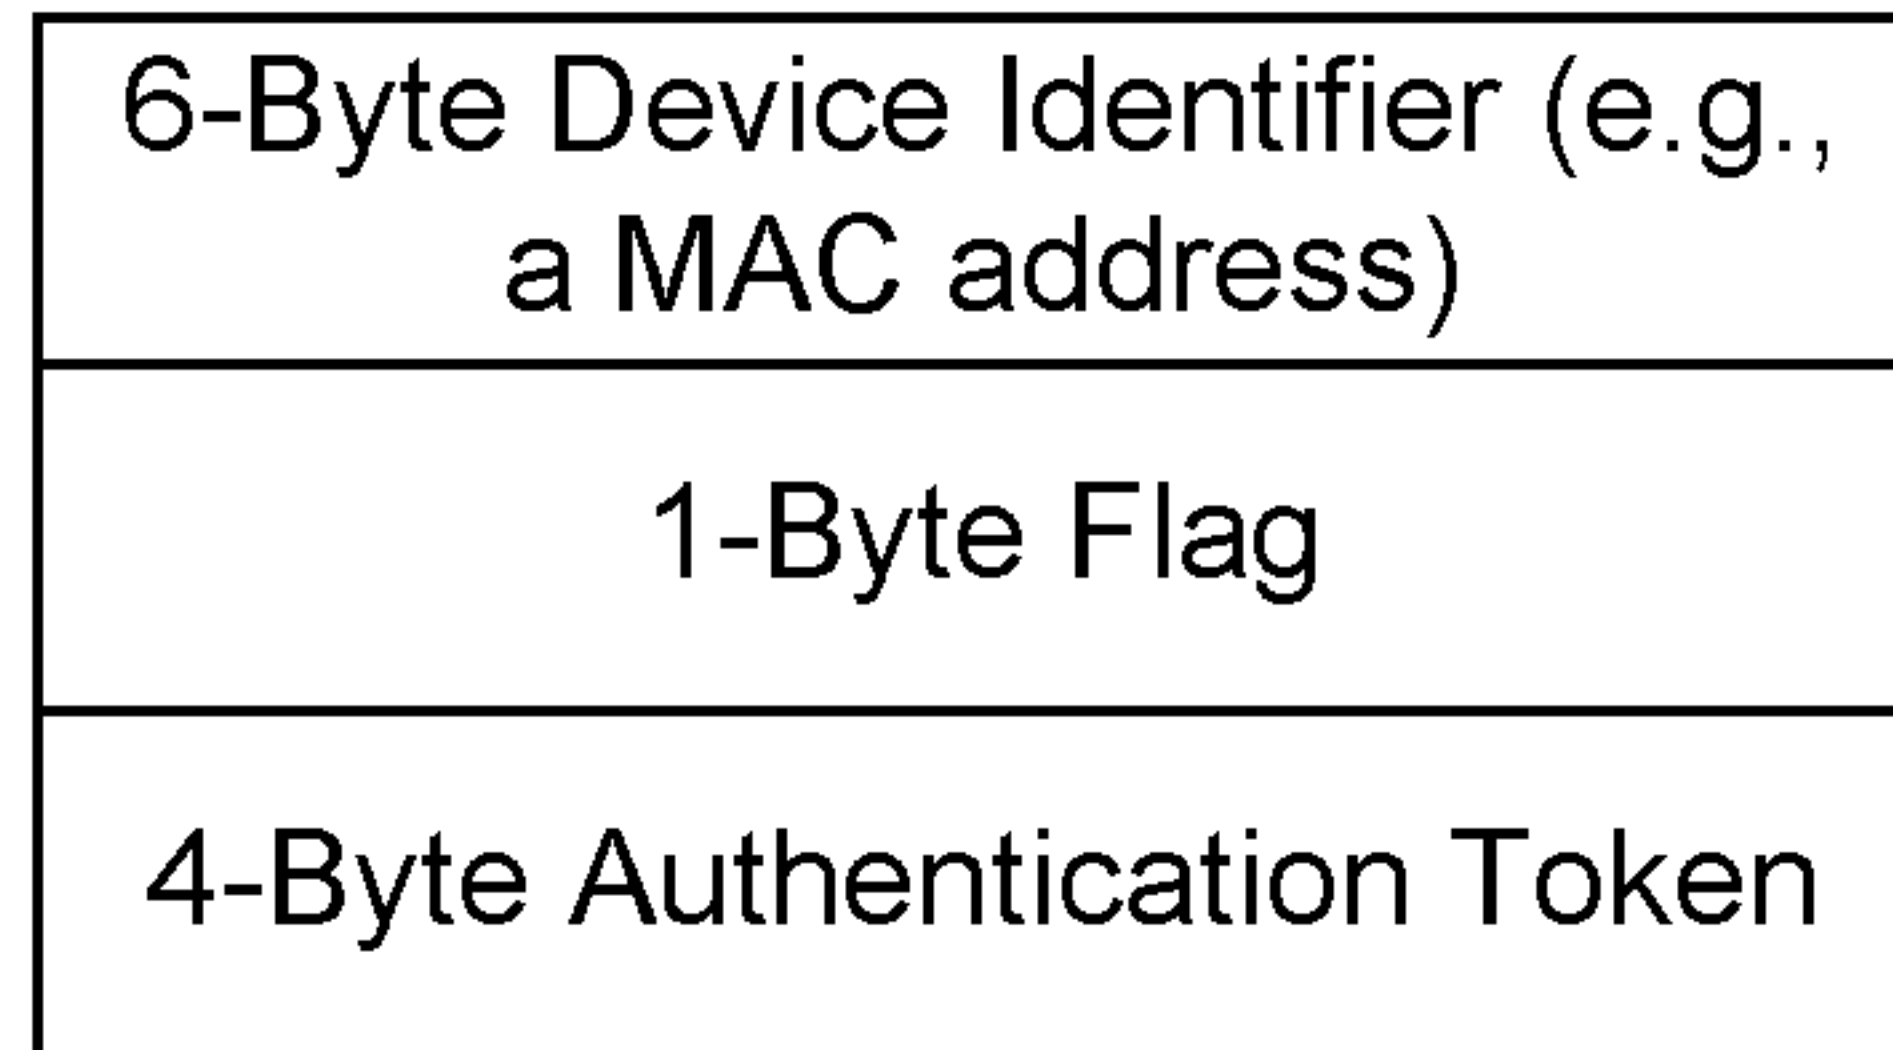 6-Byte Device Identifier (e.g.,
a MAC address)
1-Byte Flag
4-Byte Authentication Token